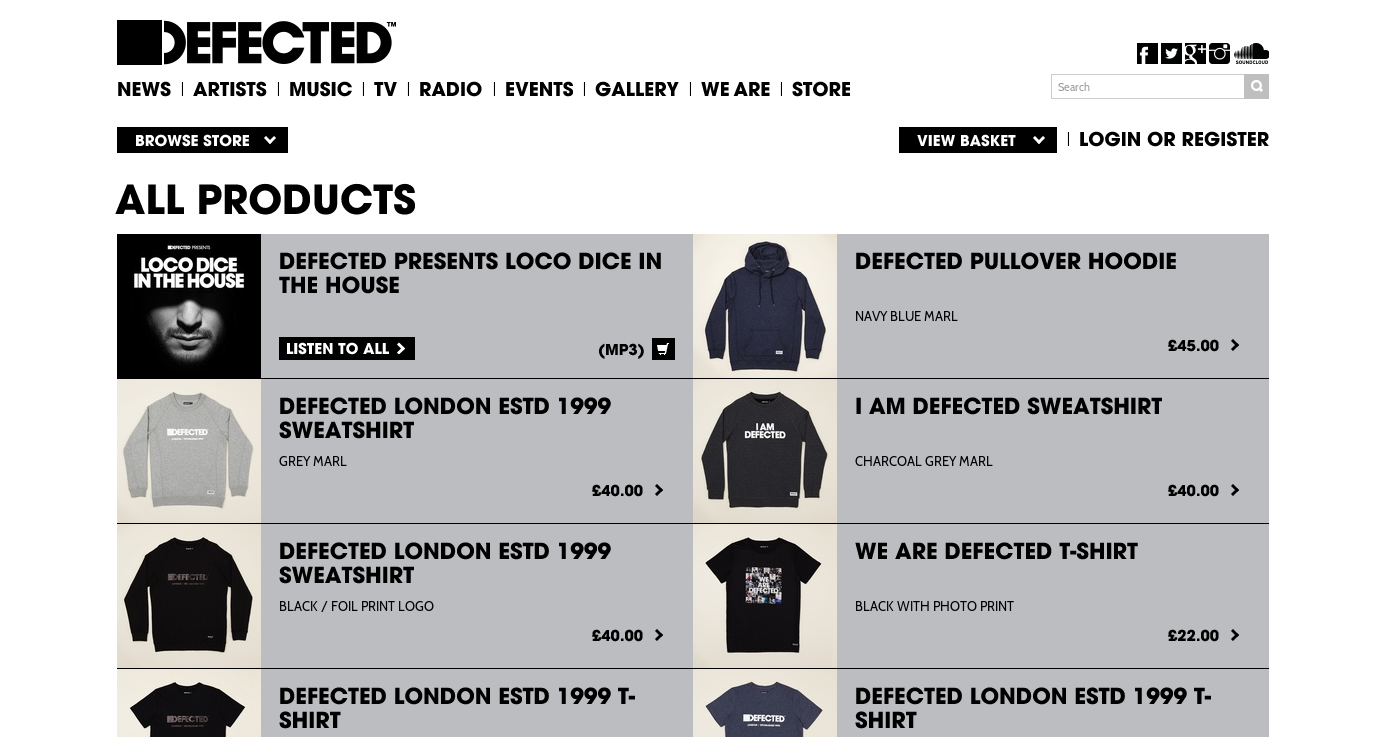 DEFECTED™
NEWS | ARTISTS | MUSIC | TV | RADIO | EVENTS | GALLERY | WE ARE | STORE
SOUNDCLOUD
Search
BROWSE STORE
VIEW BASKET | LOGIN OR REGISTER
ALL PRODUCTS
DEFECTED PRESENTS
LOCO DICE
IN THE HOUSE
DEFECTED PRESENTS LOCO DICE IN
THE HOUSE
LISTEN TO ALL
(MP3)
DEFECTED PULLOVER HOODIE
NAVY BLUE MARL
£45.00
DEFECTED
DEFECTED LONDON ESTD 1999
SWEATSHIRT
GREY MARL
£40.00
I AM
DEFECTED
I AM DEFECTED SWEATSHIRT
CHARCOAL GREY MARL
£40.00
DEFECTED
DEFECTED LONDON ESTD 1999
SWEATSHIRT
BLACK / FOIL PRINT LOGO
£40.00
WE
ARE
DEFECTED
WE ARE DEFECTED T-SHIRT
BLACK WITH PHOTO PRINT
£22.00
DEFECTED
DEFECTED LONDON ESTD 1999 T-
SHIRT
DEFECTED
DEFECTED LONDON ESTD 1999 T-
SHIRT